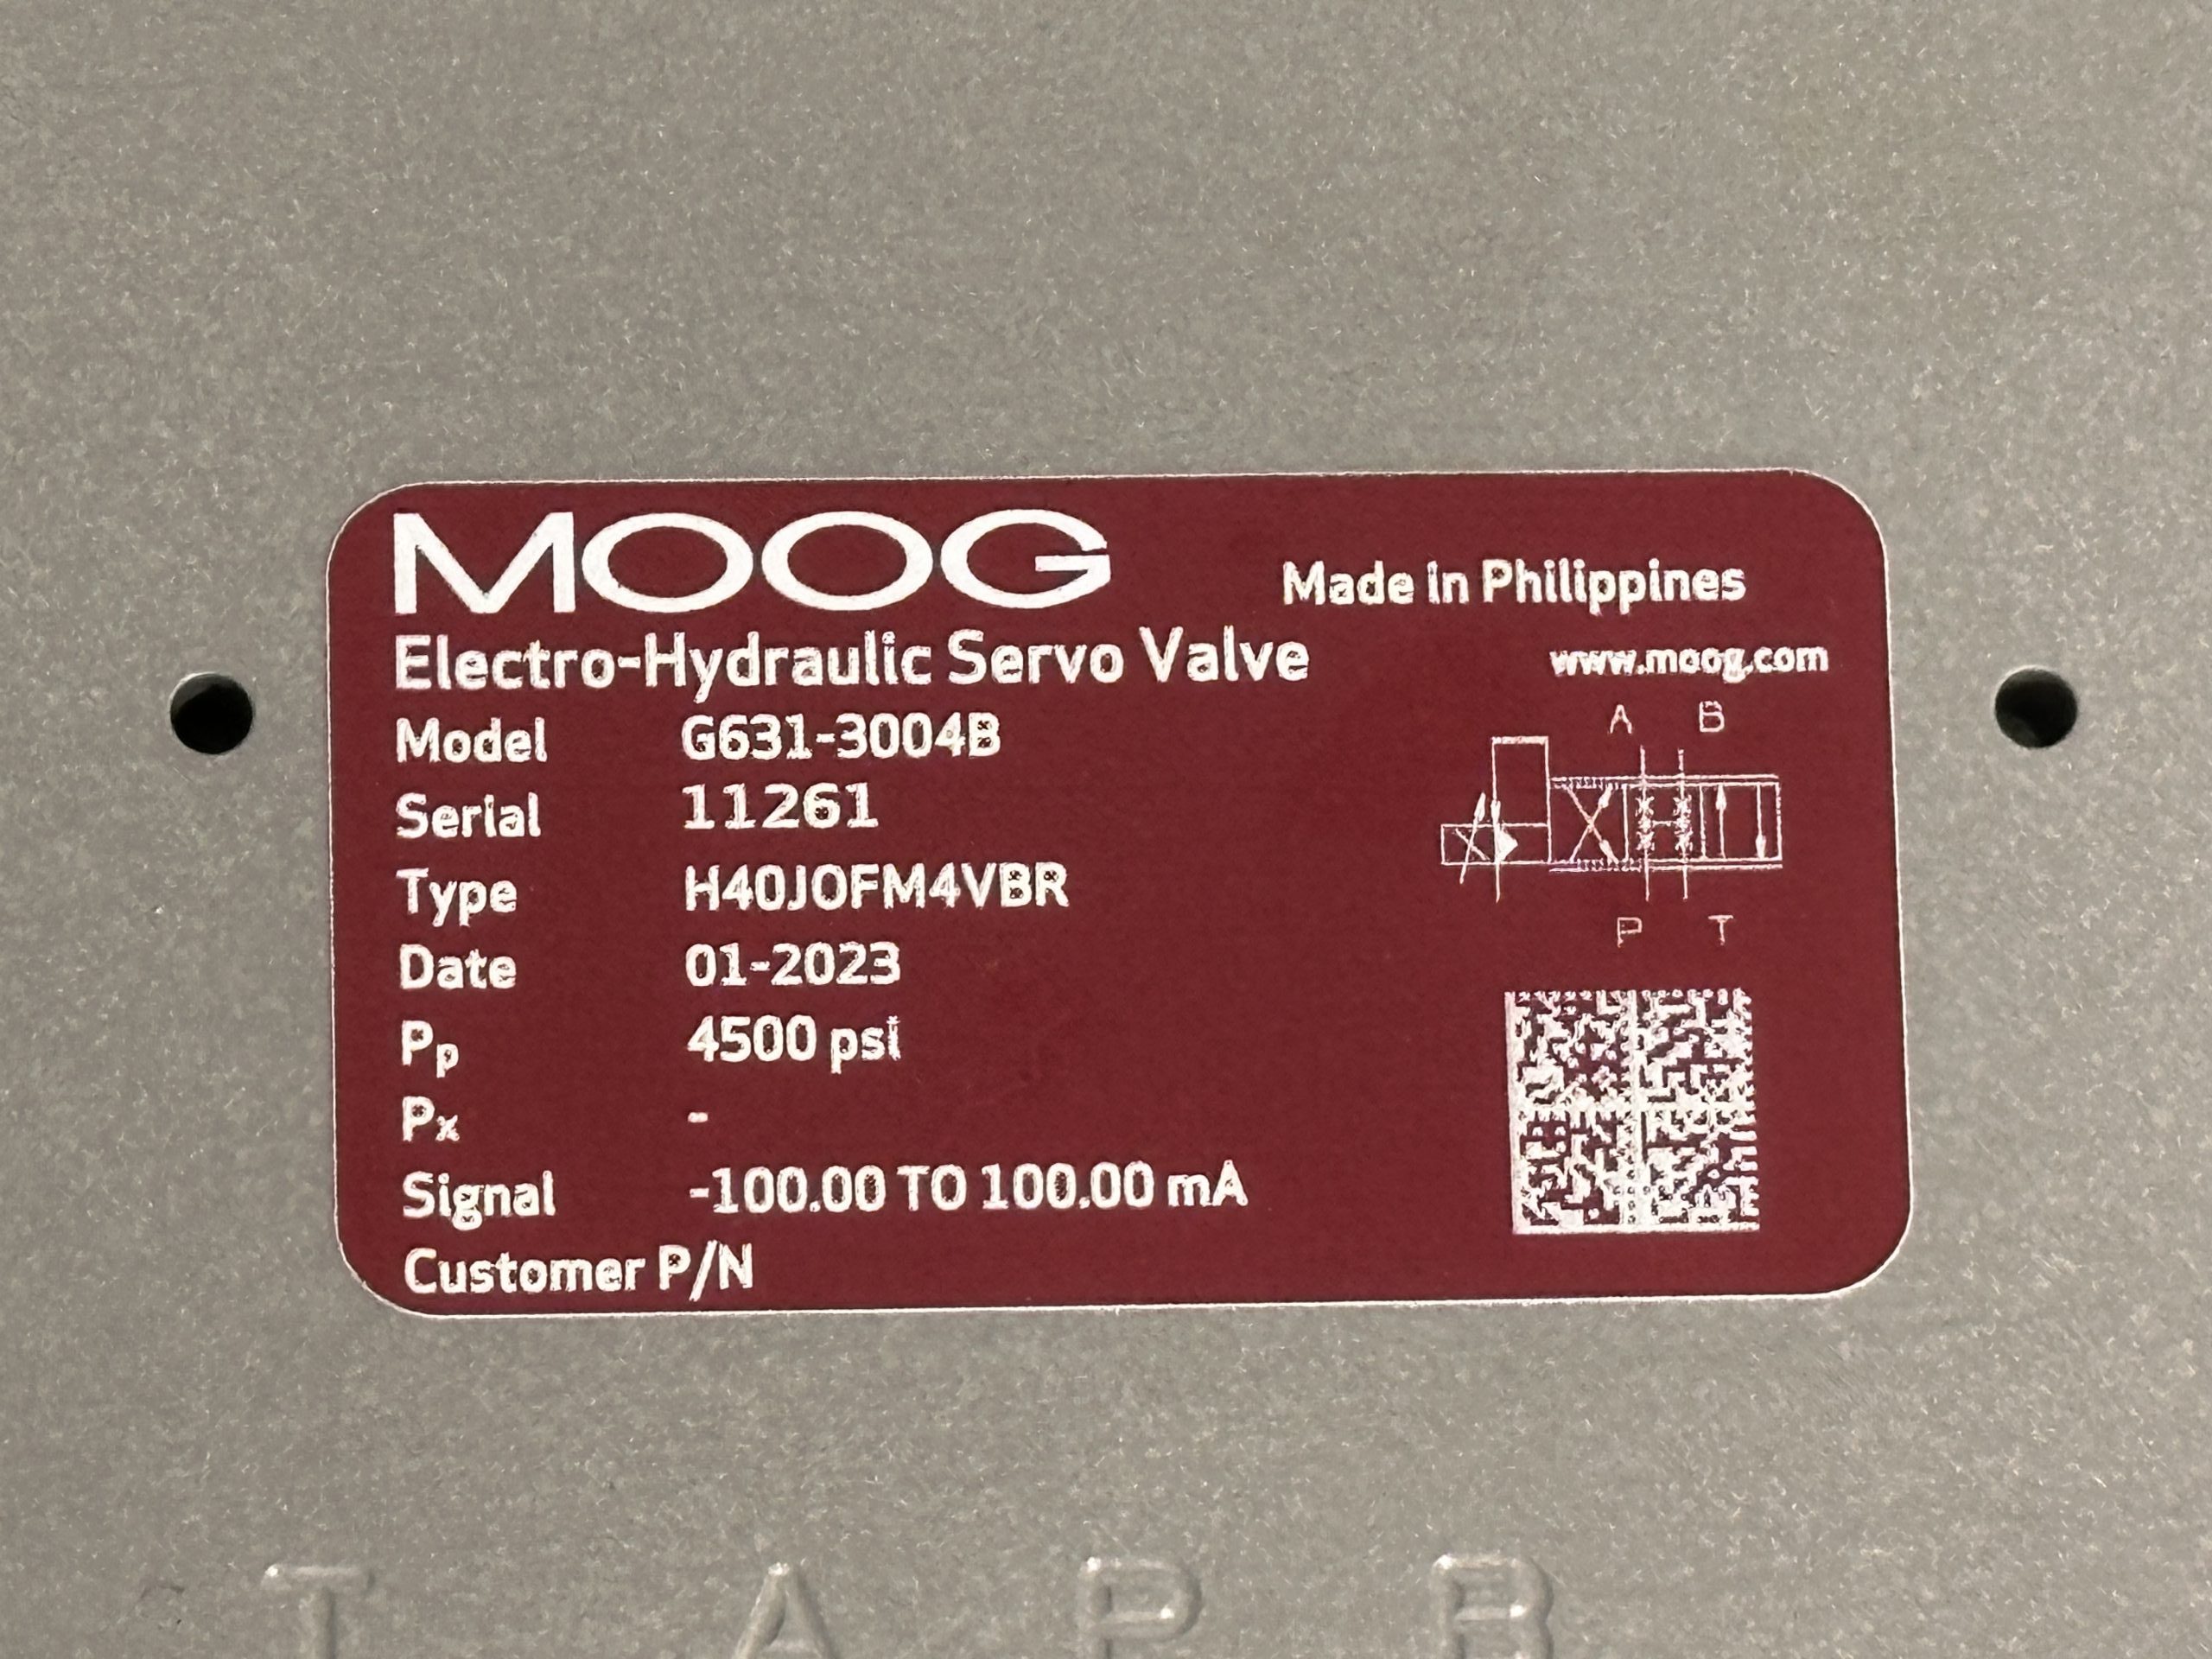 MOOG
Made in Philippines
Electro-Hydraulic Servo Valve
www.moog.com
Model G631-3004B
Serial 11261
Type H40JOFM4VBR
Date 01-2023
Pp 4500 psi
Px -
Signal -100.00 TO 100.00 mA
Customer P/N
A B
P T
T A P B